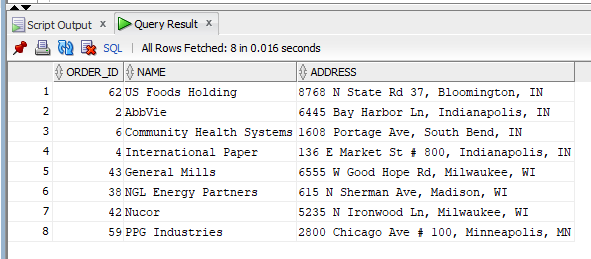 Script Output x Query Result x
SQL | All Rows Fetched: 8 in 0.016 seconds
ORDER_ID NAME ADDRESS
1 62 US Foods Holding 8768 N State Rd 37, Bloomington, IN
2 2 AbbVie 6445 Bay Harbor Ln, Indianapolis, IN
3 6 Community Health Systems 1608 Portage Ave, South Bend, IN
4 4 International Paper 136 E Market St # 800, Indianapolis, IN
5 43 General Mills 6555 W Good Hope Rd, Milwaukee, WI
6 38 NGL Energy Partners 615 N Sherman Ave, Madison, WI
7 42 Nucor 5235 N Ironwood Ln, Milwaukee, WI
8 59 PPG Industries 2800 Chicago Ave # 100, Minneapolis, MN